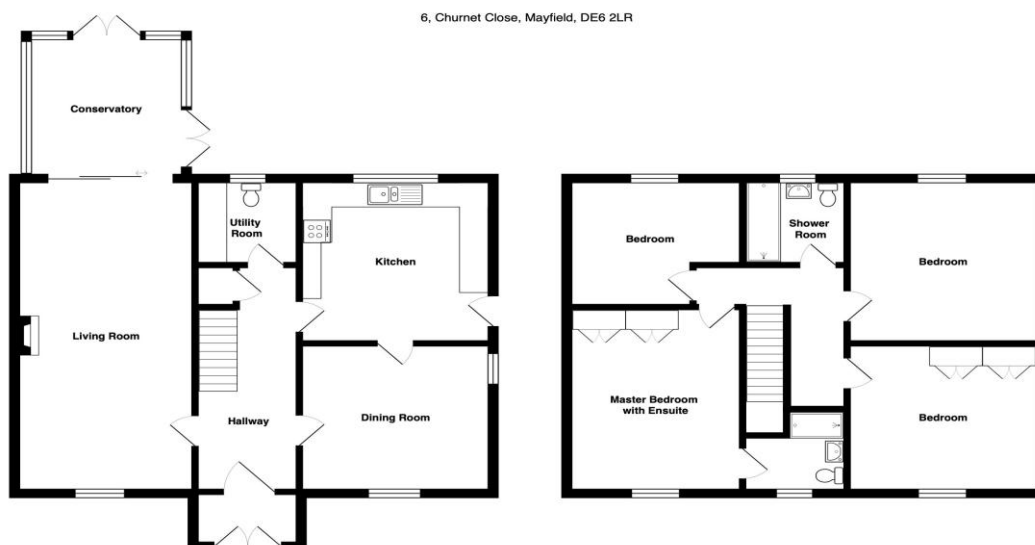 6, Churnet Close, Mayfield, DE6 2LR
Conservatory
Utility
Room
Kitchen
Living Room
Hallway
Dining Room
Bedroom
Shower
Room
Bedroom
Master Bedroom
with Ensuite
Bedroom